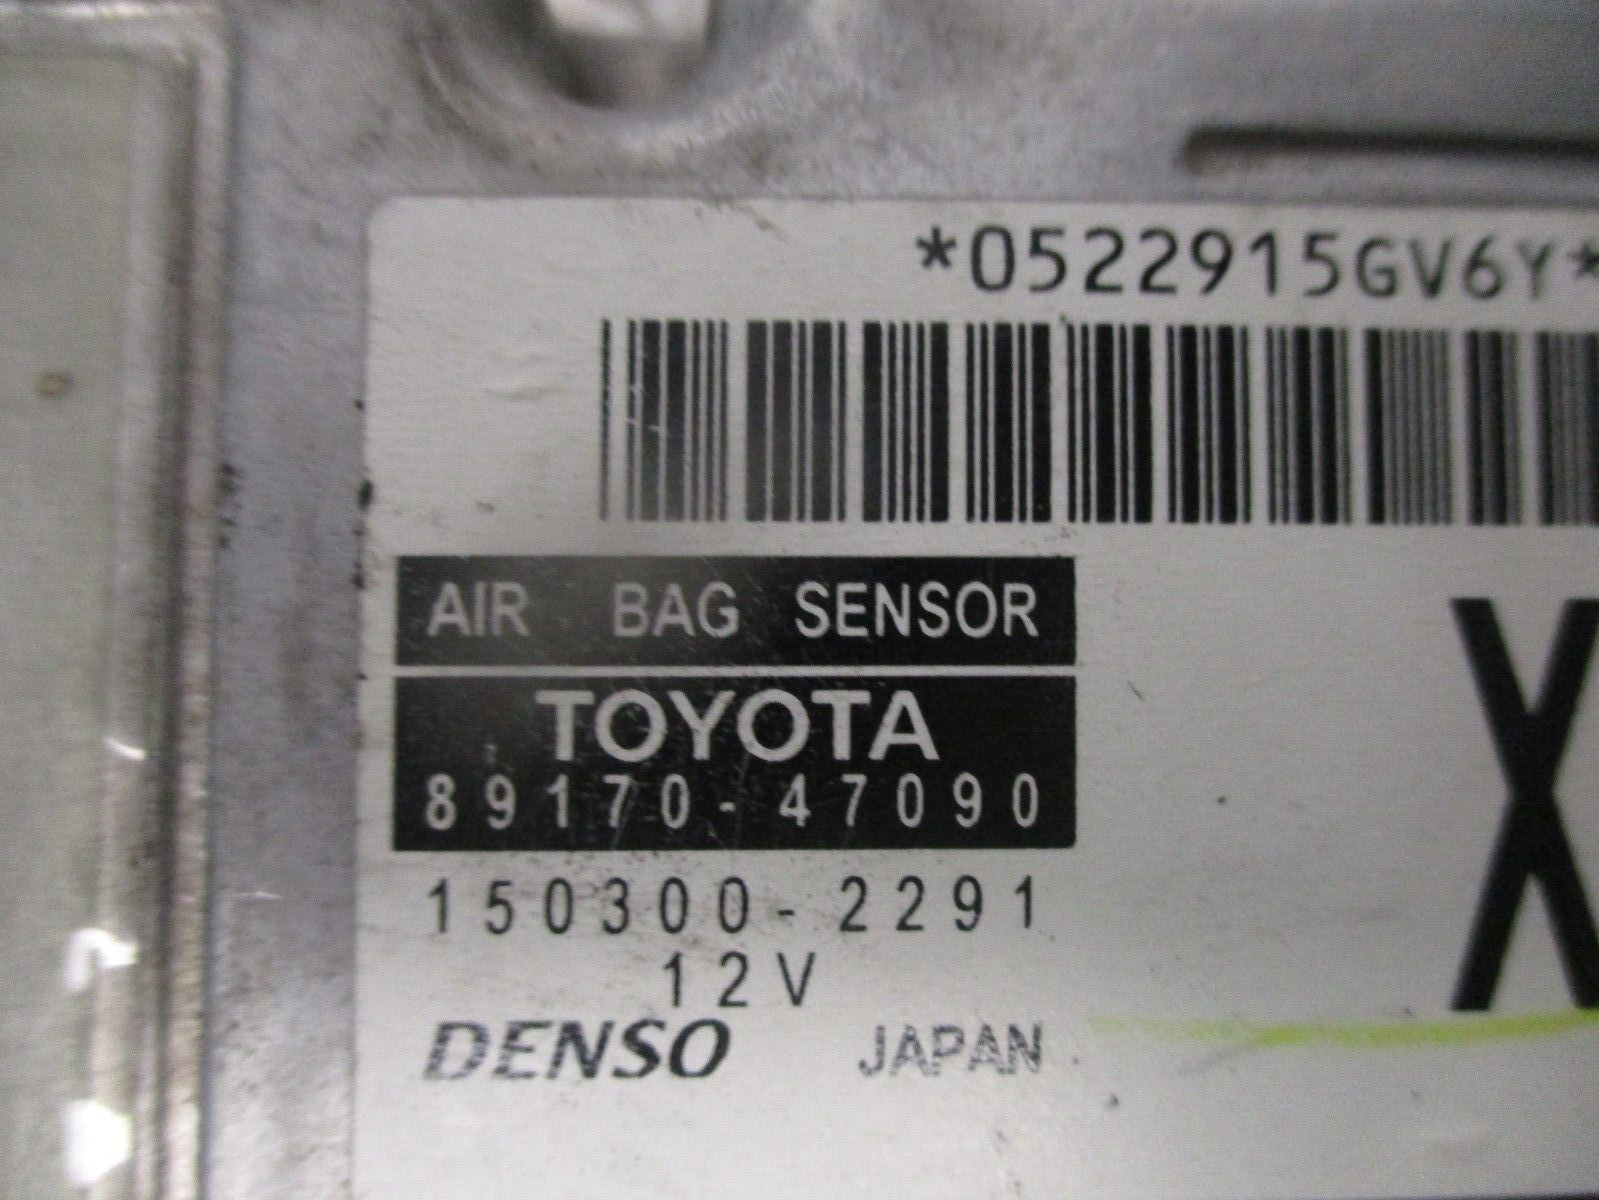 *0522915GV6Y*
AIR BAG SENSOR
TOYOTA
89170-47090
150300-2291
12V
DENSO JAPAN
X